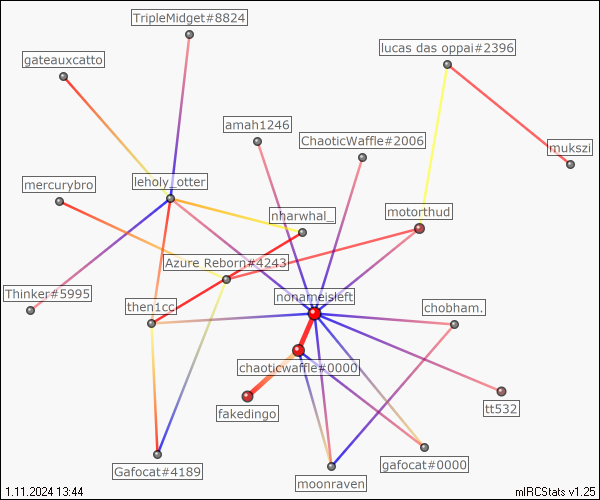 TripleMidget#8824
lucas das oppai#2396
gateauxcatto
amah1246
ChaoticWaffle#2006
mukszi
leholy_otter
mercurybro
nharwhal_
motorthud
Azure Reborn#4243
Thinker#5995
nonameisleft
then1cc
chobham.
chaoticwaffle#0000
fakedingo
tt532
Gafocat#4189
gafocat#0000
moonraven
1.11.2024 13:44
mIRCStats v1.25